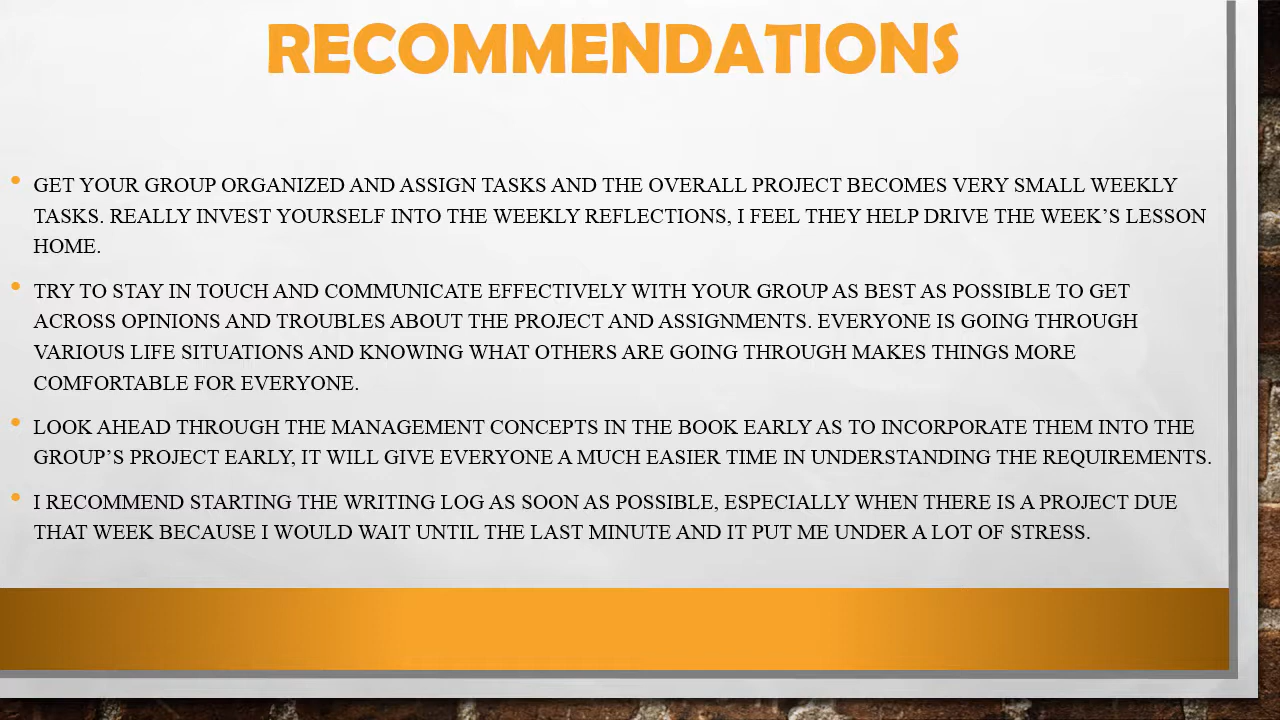 RECOMMENDATIONS
• GET YOUR GROUP ORGANIZED AND ASSIGN TASKS AND THE OVERALL PROJECT BECOMES VERY SMALL WEEKLY
TASKS. REALLY INVEST YOURSELF INTO THE WEEKLY REFLECTIONS, I FEEL THEY HELP DRIVE THE WEEK’S LESSON
HOME.
• TRY TO STAY IN TOUCH AND COMMUNICATE EFFECTIVELY WITH YOUR GROUP AS BEST AS POSSIBLE TO GET
ACROSS OPINIONS AND TROUBLES ABOUT THE PROJECT AND ASSIGNMENTS. EVERYONE IS GOING THROUGH
VARIOUS LIFE SITUATIONS AND KNOWING WHAT OTHERS ARE GOING THROUGH MAKES THINGS MORE
COMFORTABLE FOR EVERYONE.
• LOOK AHEAD THROUGH THE MANAGEMENT CONCEPTS IN THE BOOK EARLY AS TO INCORPORATE THEM INTO THE
GROUP’S PROJECT EARLY, IT WILL GIVE EVERYONE A MUCH EASIER TIME IN UNDERSTANDING THE REQUIREMENTS.
• I RECOMMEND STARTING THE WRITING LOG AS SOON AS POSSIBLE, ESPECIALLY WHEN THERE IS A PROJECT DUE
THAT WEEK BECAUSE I WOULD WAIT UNTIL THE LAST MINUTE AND IT PUT ME UNDER A LOT OF STRESS.